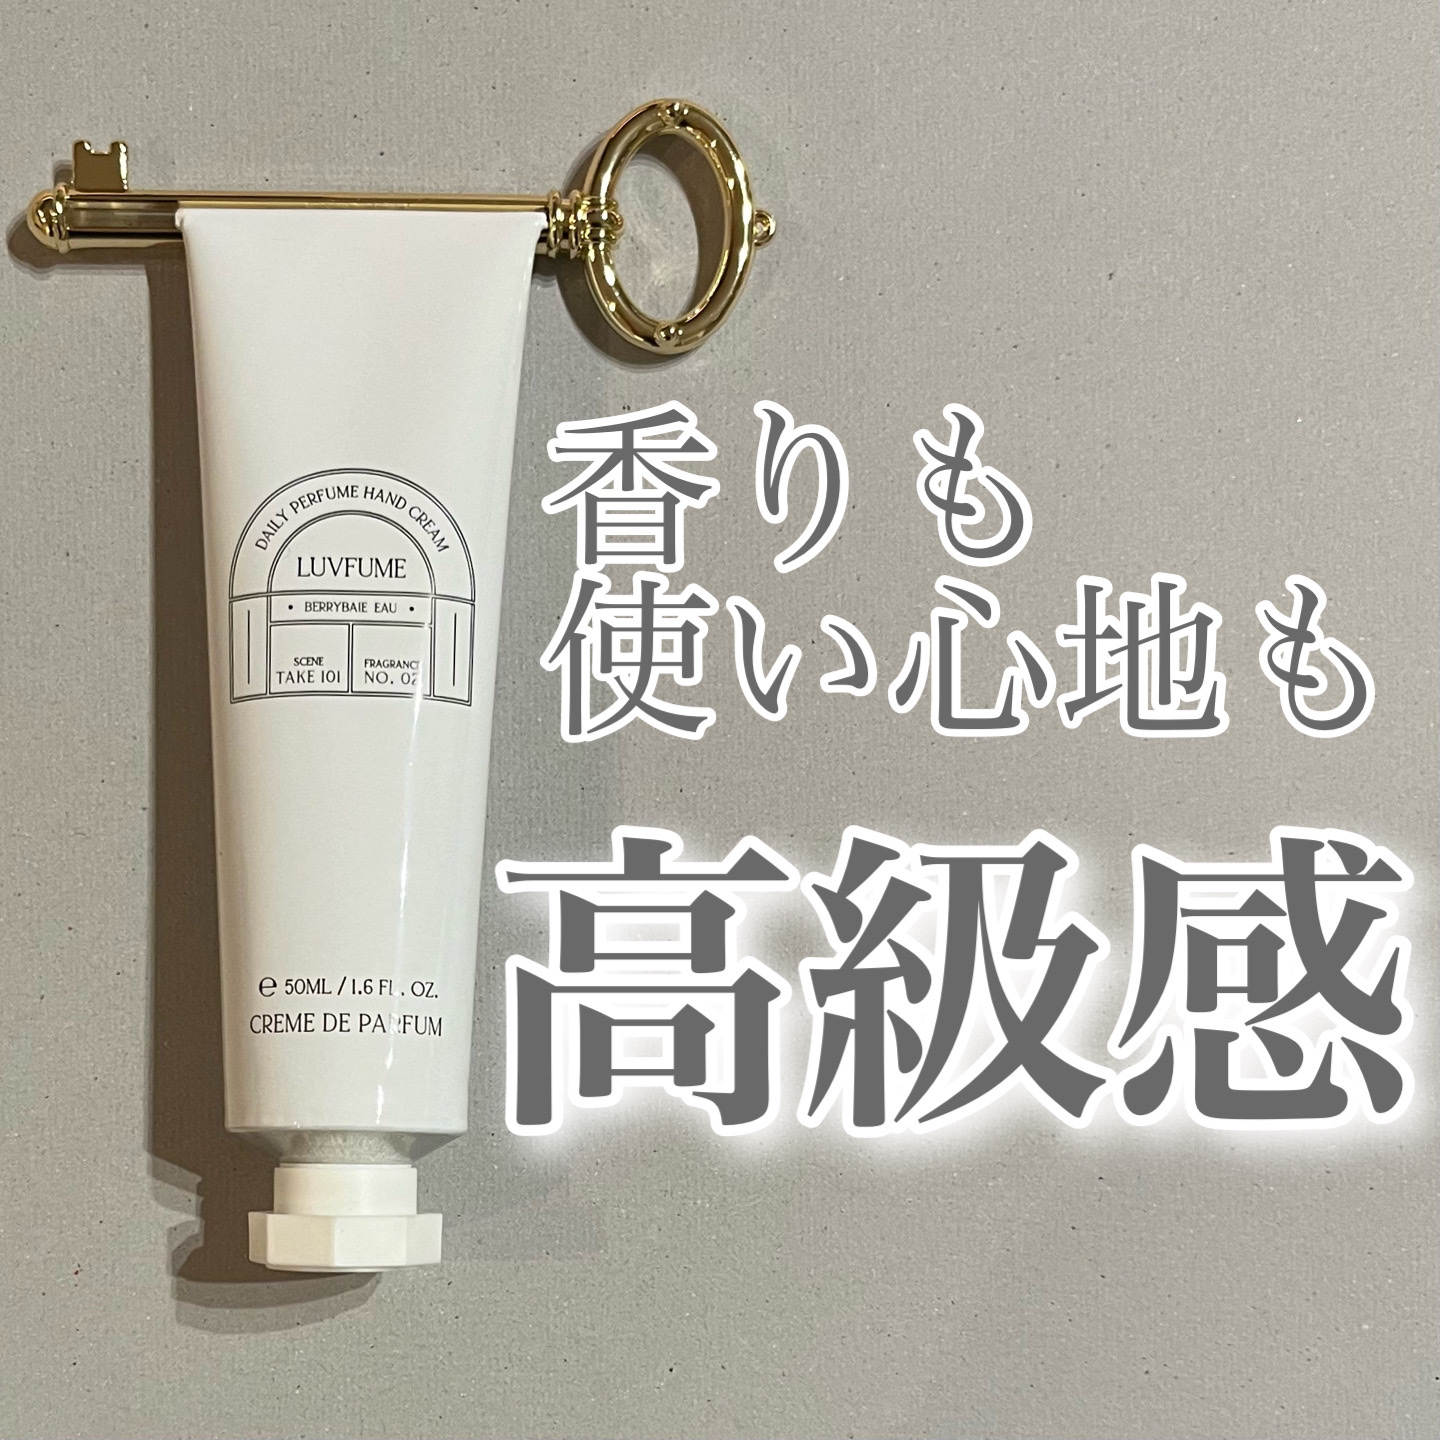 DAILY PERFUME HAND CREAM
LUVFUME
• BERRYBAIE EAU •
SCENE
TAKE 101
FRAGRANCE
NO. 02
℮ 50ML / 1.6 FL. OZ.
CREME DE PARFUM
香りも
使い心地も
高級感